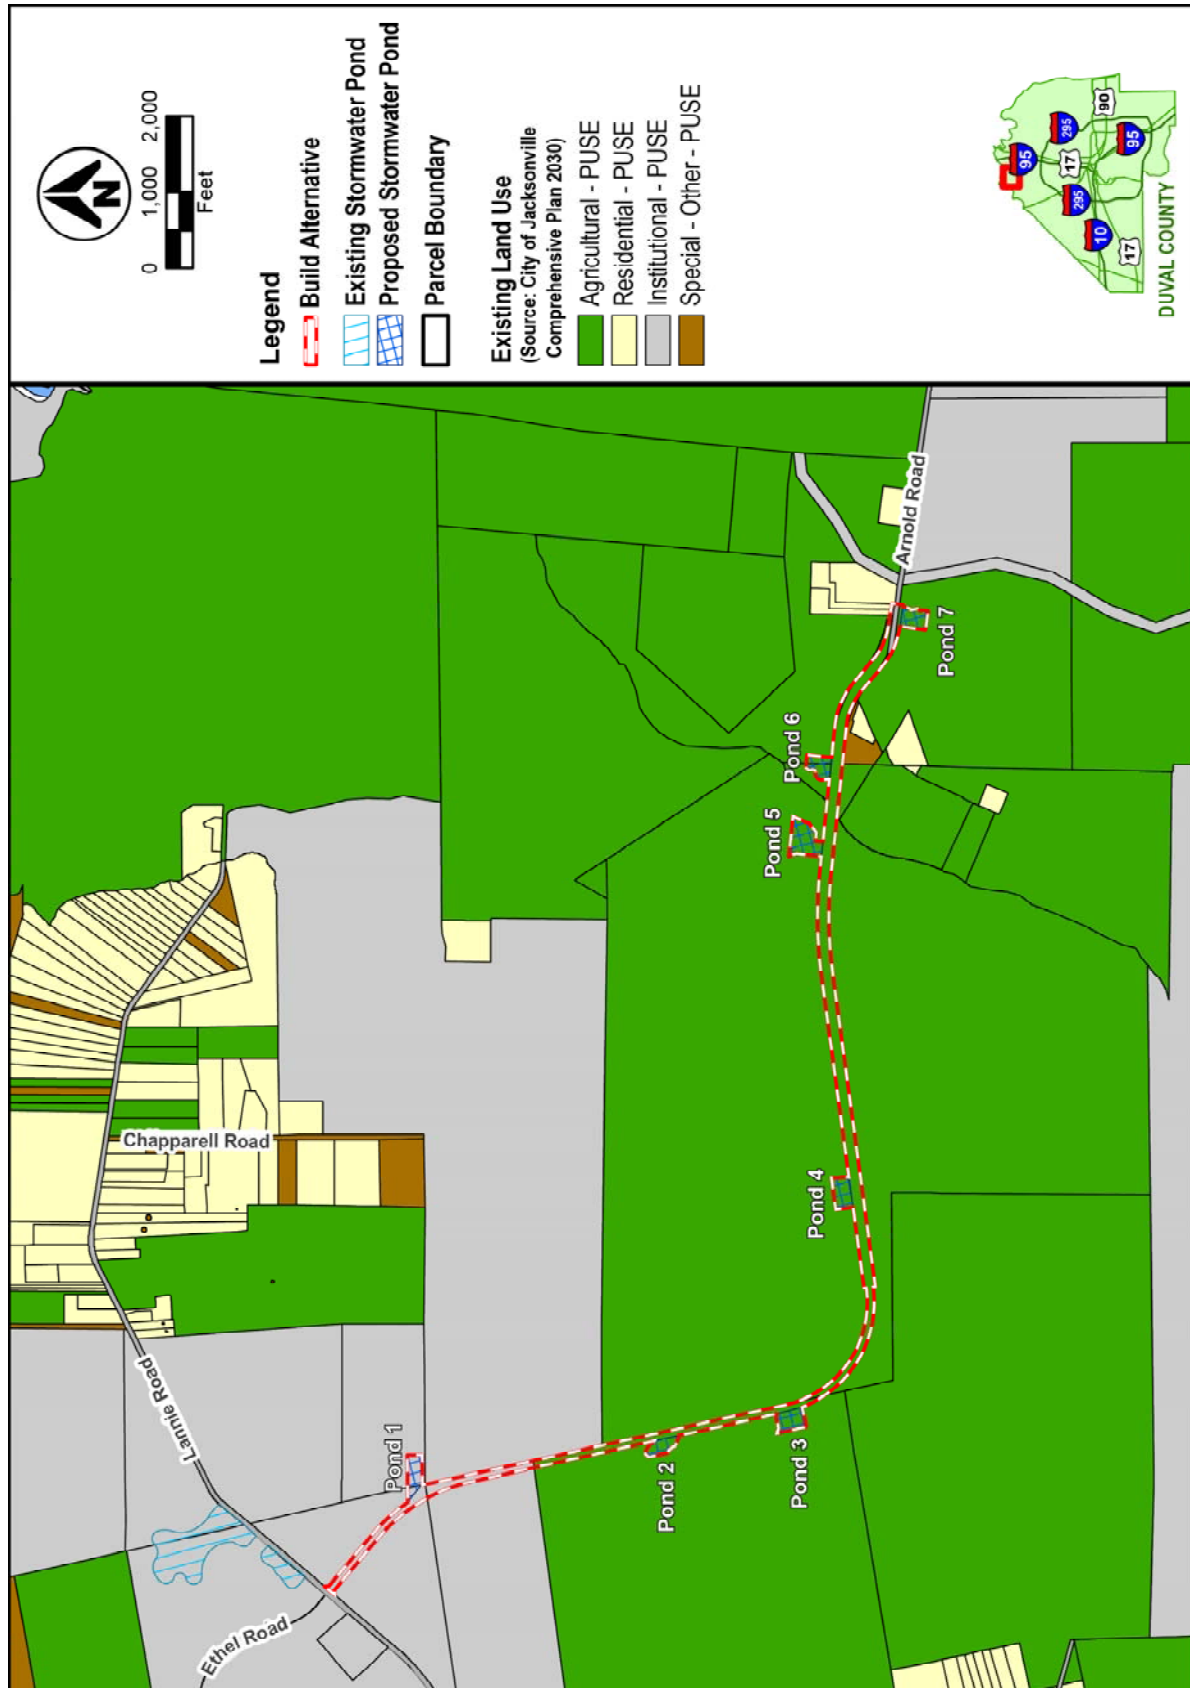 N
0 1,000 2,000
Feet
Legend
Build Alternative
Existing Stormwater Pond
Proposed Stormwater Pond
Parcel Boundary
Existing Land Use
(Source: City of Jacksonville
Comprehensive Plan 2030)
Agricultural - PUSE
Residential - PUSE
Institutional - PUSE
Special - Other - PUSE
95
295
90
17
295
95
10
17
DUVAL COUNTY
Ethel Road
Lannie Road
Chapparell Road
Arnold Road
Pond 1
Pond 2
Pond 3
Pond 4
Pond 5
Pond 6
Pond 7